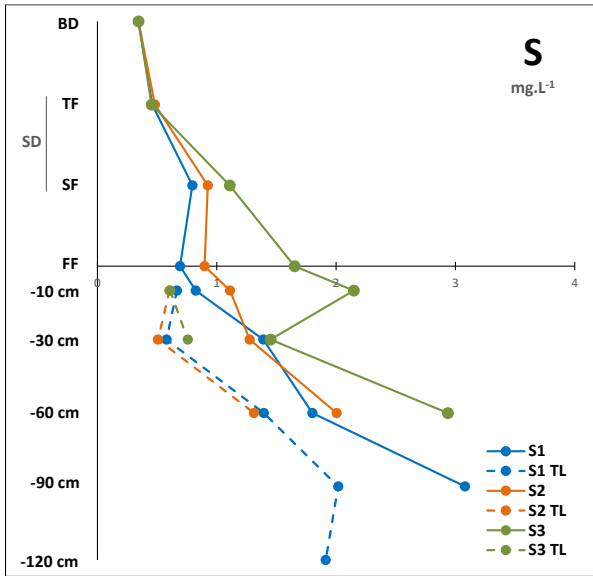 BD
S
mg.L-1
TF
SD
SF
FF
0 1 2 3 4
-10 cm
-30 cm
-60 cm
-90 cm
-120 cm
S1
S1 TL
S2
S2 TL
S3
S3 TL